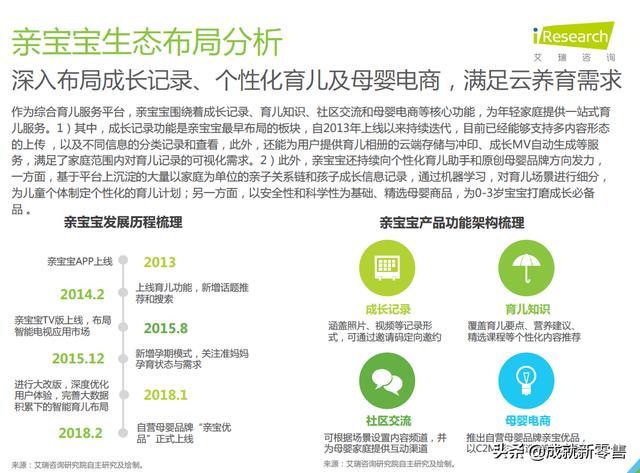 亲宝宝生态布局分析
iResearch
艾瑞咨询
深入布局成长记录、个性化育儿及母婴电商，满足云养育需求
作为综合育儿服务平台，亲宝宝围绕着成长记录、育儿知识、社区交流和母婴电商等核心功能，为年轻家庭提供一站式育
儿服务。1）其中，成长记录功能是亲宝宝最早布局的板块，自2013年上线以来持续迭代，目前已经能够支持多内容形态
的上传，以及不同信息的分类记录和查看，此外，还能为用户提供育儿相册的云端存储与冲印、成长MV自动生成等服
务，满足了家庭范围内对育儿记录的可视化需求。2）此外，亲宝宝还持续向个性化育儿助手和原创母婴品牌方向发力，
一方面，基于平台上沉淀的大量以家庭为单位的亲子关系链和孩子成长信息记录，通过机器学习，对育儿场景进行细分，
为儿童个体制定个性化的育儿计划；另一方面，以安全性和科学性为基础、精选母婴商品，为0-3岁宝宝打磨成长必备
品 。
亲宝宝发展历程梳理
亲宝宝APP上线
2013
2014.2
上线育儿功能，新增话题推
荐和搜索
亲宝宝TV版上线，布局
智能电视应用市场
2015.8
2015.12
新增孕期模式，关注准妈妈
孕育状态与需求
进行大改版，深度优化
用户体验，完善大数据
积累下的智能育儿布局
2018.1
2018.2
自营母婴品牌“亲宝优
品”正式上线
来源：艾瑞咨询研究院自主研究及绘制。
亲宝宝产品功能架构梳理
成长记录
涵盖照片、视频等记录形
式，可通过邀请码定向邀约
育儿知识
覆盖育儿要点、营养建议、
精选课程等个性化内容推荐
社区交流
可根据场景设置内容频道，并
为母婴家庭提供互动渠道
母婴电商
推出自营母婴品牌亲宝优品，
以C2M
来源：艾瑞咨询研究院自主研究及绘制。
头条@成就新零售